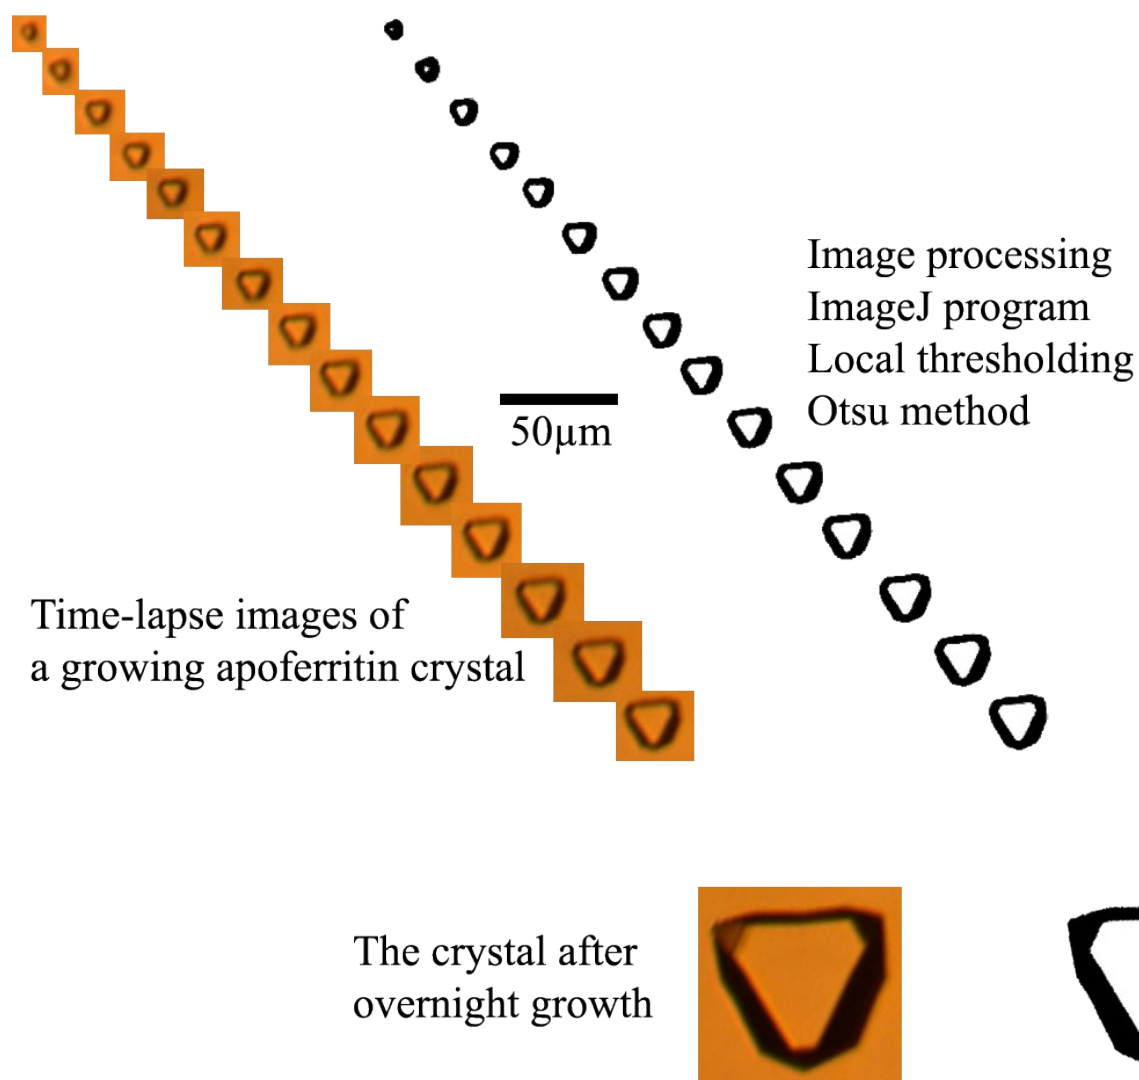 Image processing
ImageJ program
Local thresholding
Otsu method
50µm
Time-lapse images of
a growing apoferritin crystal
The crystal after
overnight growth